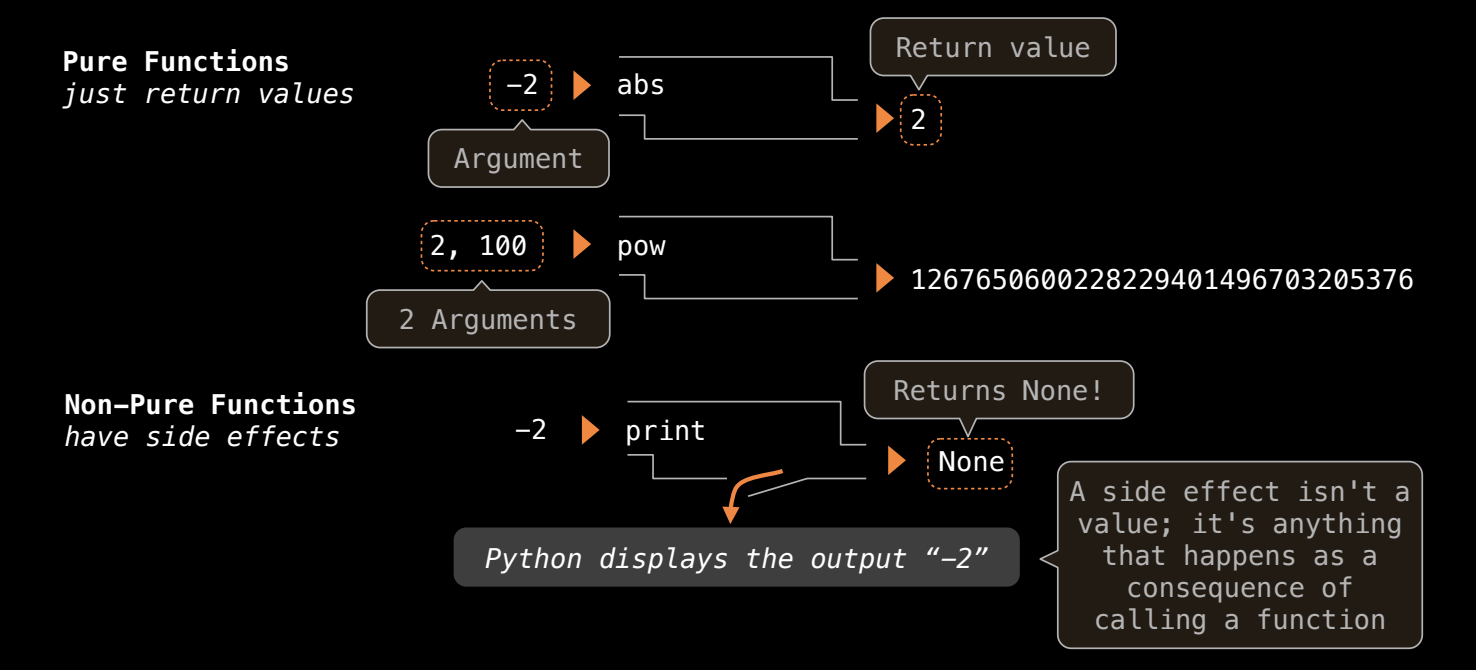 Pure Functions
just return values
−2
abs
Return value
2
Argument
2, 100
pow
1267650600228229401496703205376
2 Arguments
Non−Pure Functions
have side effects
−2
print
Returns None!
None
Python displays the output “−2”
A side effect isn't a
value; it's anything
that happens as a
consequence of
calling a function